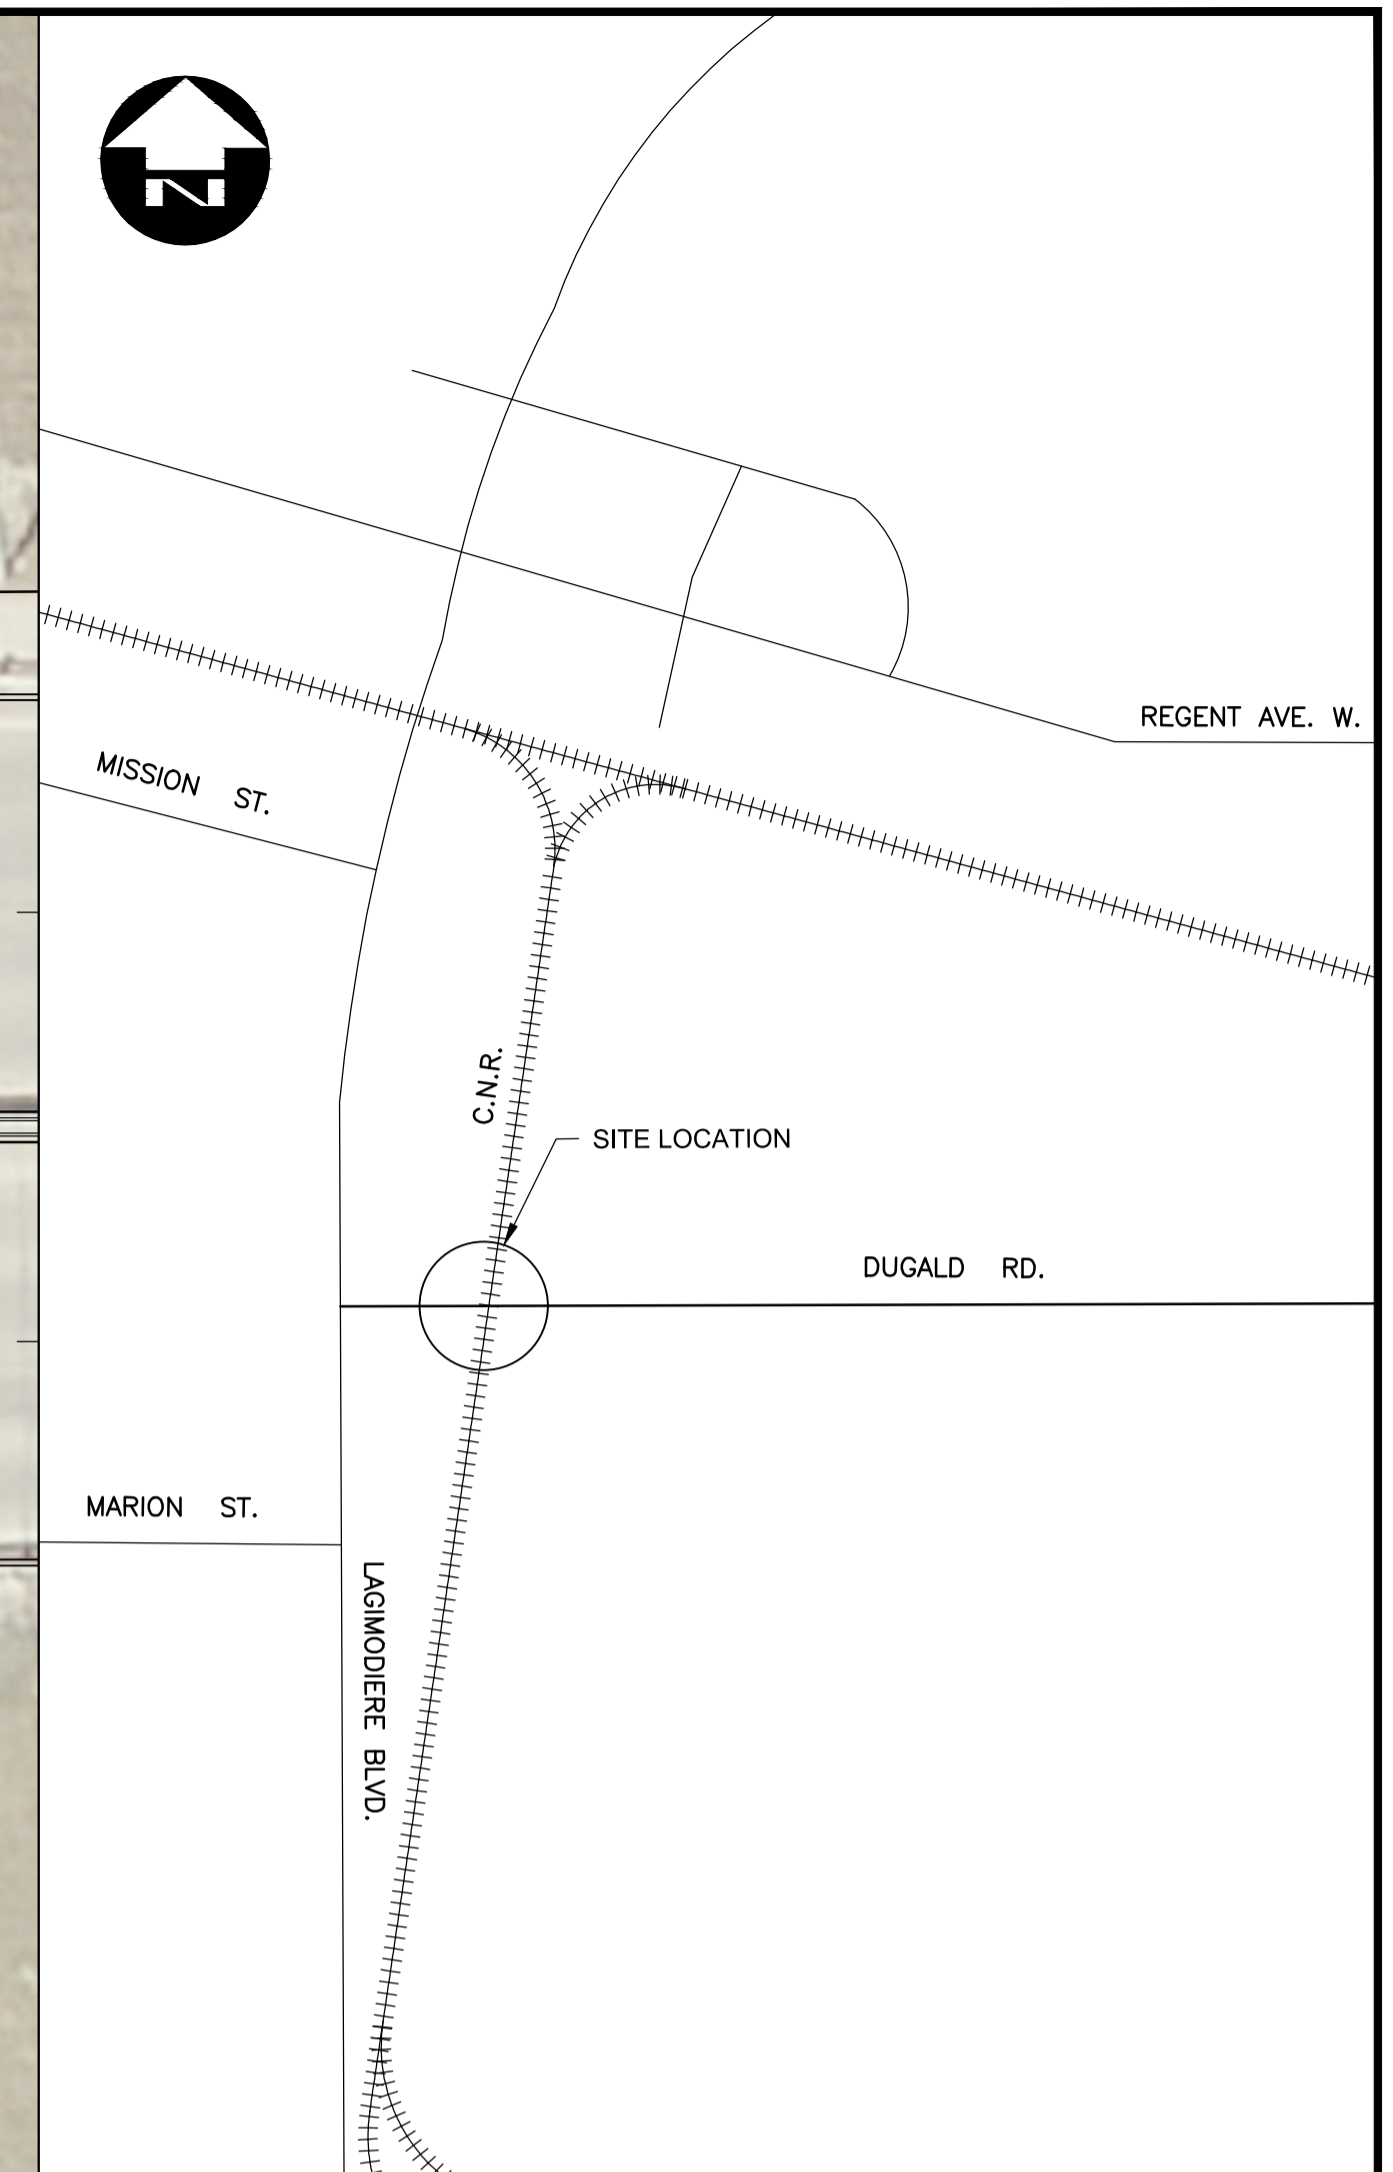 N
REGENT AVE. W.
MISSION ST.
C.N.R.
SITE LOCATION
DUGALD RD.
MARION ST.
LAGIMODIERE BLVD.